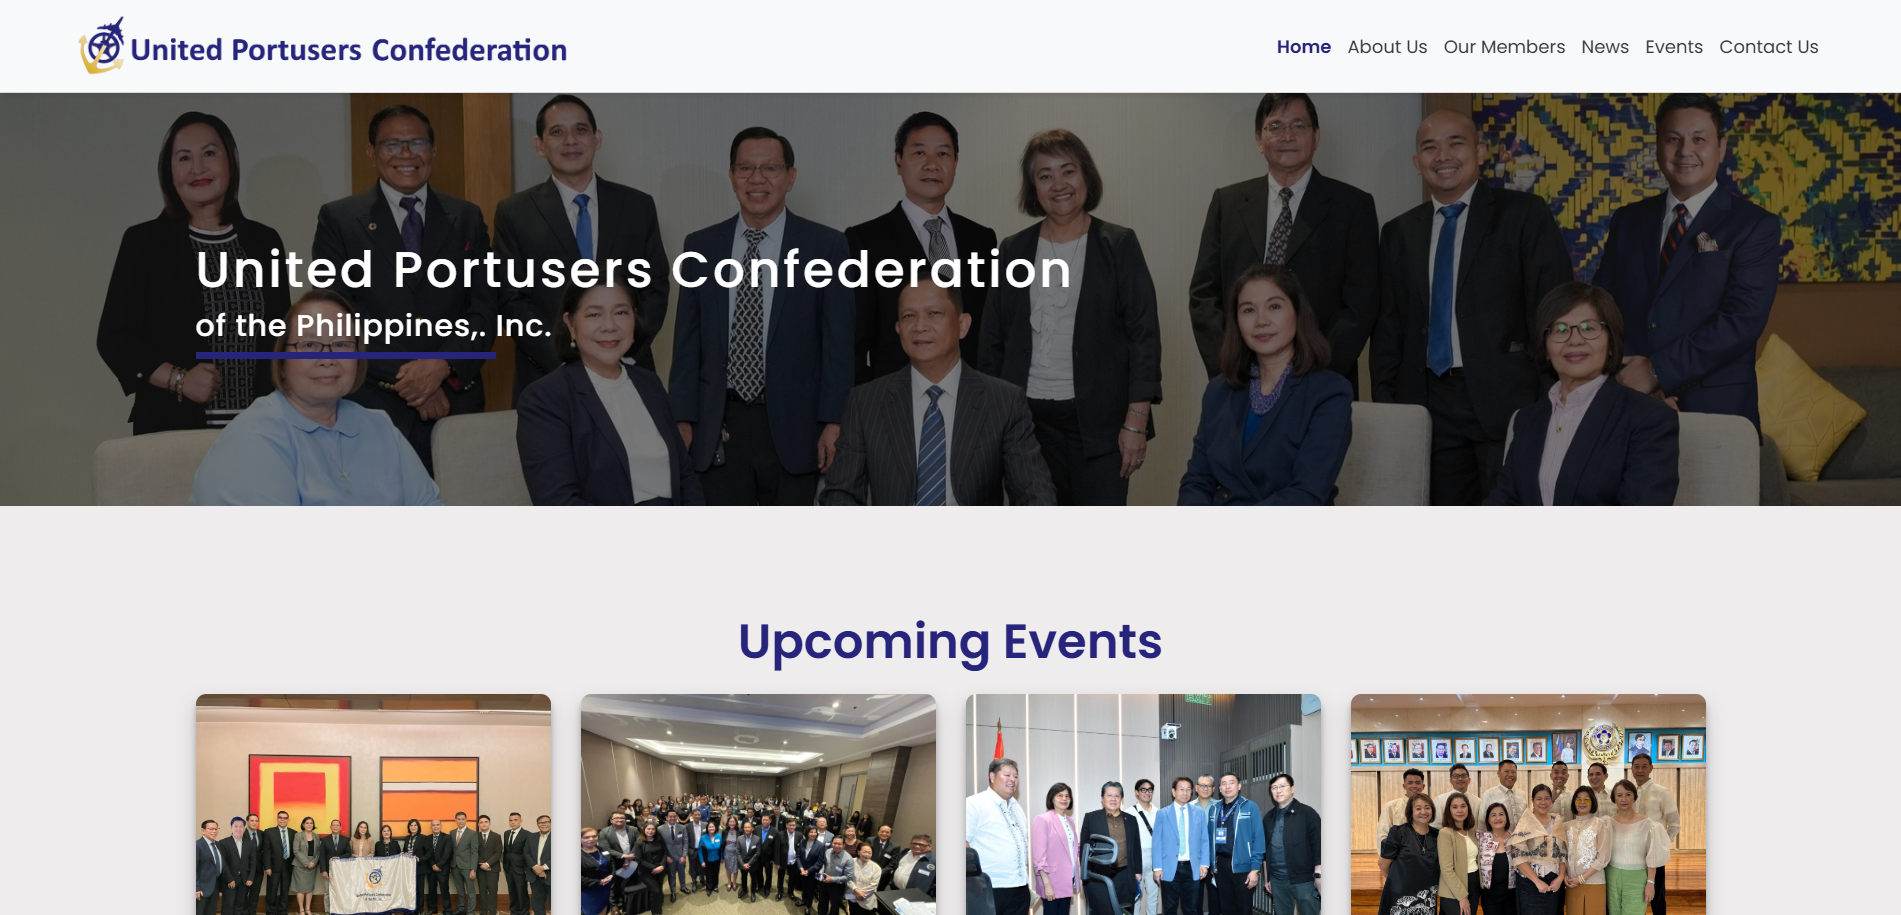 United Portusers Confederation
Home About Us Our Members News Events Contact Us
United Portusers Confederation
of the Philippines,. Inc.
Upcoming Events